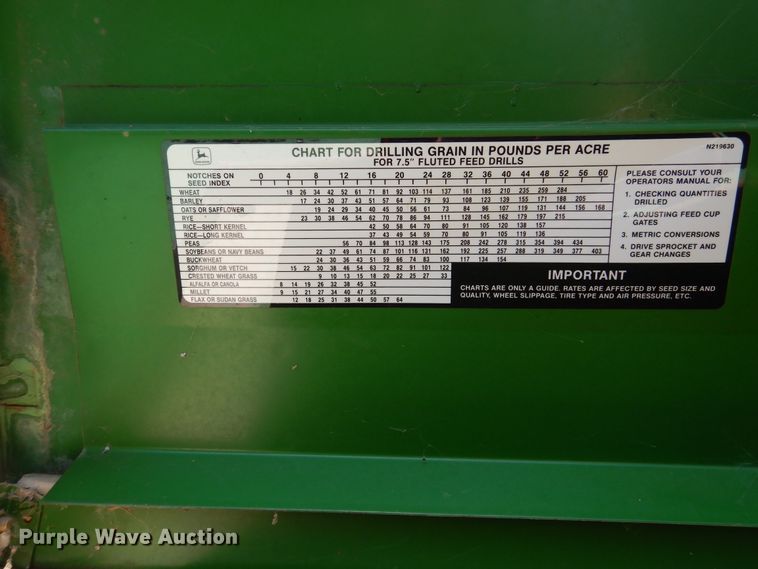 CHART FOR DRILLING GRAIN IN POUNDS PER ACRE
FOR 7.5" FLUTED FEED DRILLS
N219630
NOTCHES ON
SEED INDEX
0 4 8 12 16 20 24 28 32 36 40 44 48 52 56 60
WHEAT 18 26 34 42 52 61 71 81 92 103 114 137 161 185 210 235 259 284
BARLEY 17 24 30 37 43 51 57 64 71 79 93 108 123 139 155 171 188 205
OATS OR SAFFLOWER 19 24 29 34 40 45 50 56 61 73 84 96 107 119 131 144 156 168
RYE 23 30 38 46 54 62 70 78 86 94 111 128 145 162 179 197 215
RICE—SHORT KERNEL 42 50 58 64 70 80 91 105 120 138 157
RICE—LONG KERNEL 37 43 49 54 59 70 80 91 105 119 136
PEAS 56 70 84 98 113 128 143 175 208 242 278 315 354 394 434
SOYBEANS OR NAVY BEANS 22 37 49 61 74 87 101 116 131 162 192 225 257 288 319 349 377 403
BUCKWHEAT 24 30 36 43 51 59 66 74 83 100 117 134 154
SORGHUM OR VETCH 15 22 30 38 46 54 63 72 82 91 101 122
CRESTED WHEAT GRASS 9 10 13 15 18 20 22 25 27 33
ALFALFA OR CANOLA 8 14 19 26 32 38 45 52
MILLET 9 15 21 27 34 40 47 55
FLAX OR SUDAN GRASS 12 18 25 31 38 44 50 57 64
PLEASE CONSULT YOUR
OPERATORS MANUAL FOR:
1. CHECKING QUANTITIES
DRILLED
2. ADJUSTING FEED CUP
GATES
3. METRIC CONVERSIONS
4. DRIVE SPROCKET AND
GEAR CHANGES
IMPORTANT
CHARTS ARE ONLY A GUIDE. RATES ARE AFFECTED BY SEED SIZE AND
QUALITY, WHEEL SLIPPAGE, TIRE TYPE AND AIR PRESSURE, ETC.
Purple Wave Auction